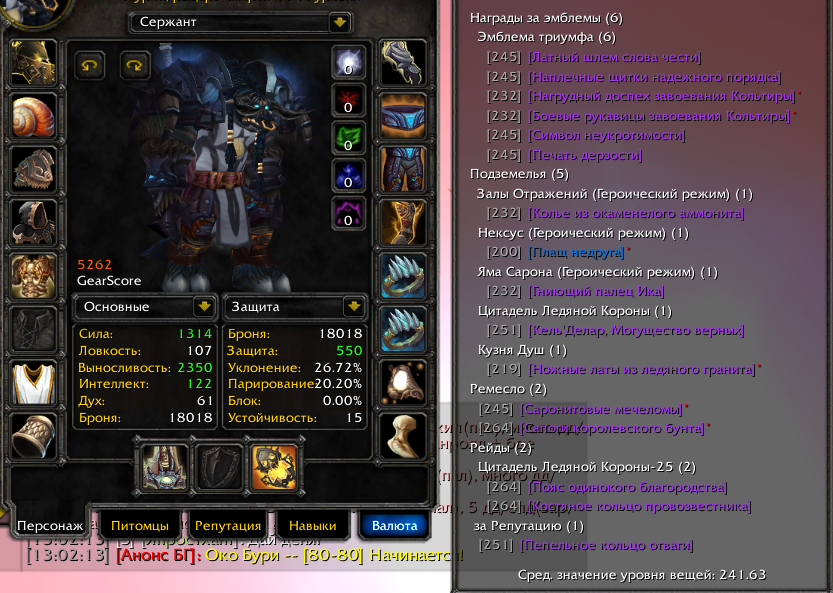 Сержант
0
0
0
0
0
5262
GearScore
Основные
Защита
Сила: 1314
Ловкость: 107
Выносливость: 2350
Интеллект: 122
Дух: 61
Броня: 18018
Броня: 18018
Защита: 550
Уклонение: 26.72%
Парирование: 20.20%
Блок: 0.00%
Устойчивость: 15
Персонаж
Питомцы
Репутация
Навыки
Валюта
[13:02:13] [Анонс БП]: Око Бури -- [80-80] Начинается!
Награды за эмблемы (6)
Эмблема триумфа (6)
[245] [Латный шлем слова чести]
[245] [Наплечные щитки надежного порядка]
[232] [Нагрудный доспех завоевания Кольтиры]*
[232] [Боевые рукавицы завоевания Кольтиры]*
[245] [Символ неукротимости]
[245] [Печать дерзости]
Подземелья (5)
Залы Отражений (Героический режим) (1)
[232] [Колье из окаменелого аммонита]
Нексус (Героический режим) (1)
[200] [Плащ недруга]*
Яма Сарона (Героический режим) (1)
[232] [Гниющий палец Ика]
Цитадель Ледяной Короны (1)
[251] [Кель'Делар, Могущество верных]
Кузня Душ (1)
[219] [Ножные латы из ледяного гранита]*
Ремесло (2)
[245] [Саронитовые мечеломы]*
[264] [Сапоги королевского бунта]*
Рейды (2)
Цитадель Ледяной Короны-25 (2)
[264] [Пояс одинокого благородства]
[264] [Костяное кольцо провозвестника]
за Репутацию (1)
[251] [Пепельное кольцо отваги]
Сред. значение уровня вещей: 241.63